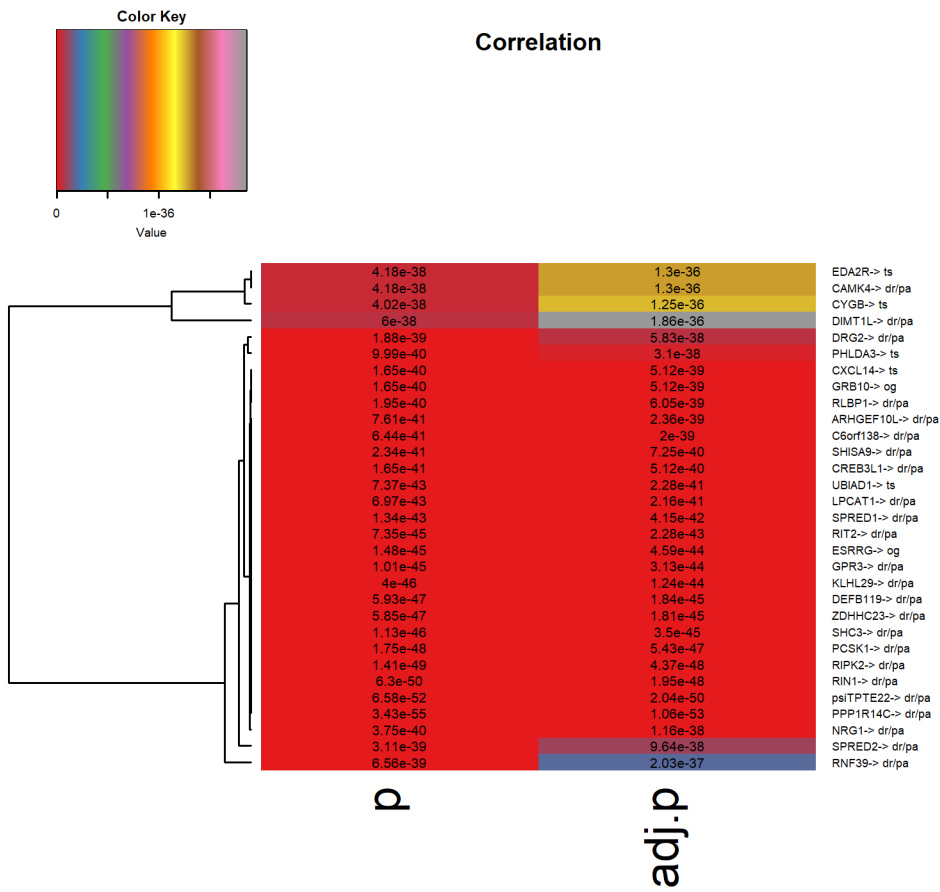 Color Key
Correlation
0 1e-36
Value
4.18e-38 1.3e-36 EDA2R-> ts
4.18e-38 1.3e-36 CAMK4-> dr/pa
4.02e-38 1.25e-36 CYGB-> ts
6e-38 1.86e-36 DIMT1L-> dr/pa
1.88e-39 5.83e-38 DRG2-> dr/pa
9.99e-40 3.1e-38 PHLDA3-> ts
1.65e-40 5.12e-39 CXCL14-> ts
1.65e-40 5.12e-39 GRB10-> og
1.95e-40 6.05e-39 RLBP1-> dr/pa
7.61e-41 2.36e-39 ARHGEF10L-> dr/pa
6.44e-41 2e-39 C6orf138-> dr/pa
2.34e-41 7.25e-40 SHISA9-> dr/pa
1.65e-41 5.12e-40 CREB3L1-> dr/pa
7.37e-43 2.28e-41 UBIAD1-> ts
6.97e-43 2.16e-41 LPCAT1-> dr/pa
1.34e-43 4.15e-42 SPRED1-> dr/pa
7.35e-45 2.28e-43 RIT2-> dr/pa
1.48e-45 4.59e-44 ESRRG-> og
1.01e-45 3.13e-44 GPR3-> dr/pa
4e-46 1.24e-44 KLHL29-> dr/pa
5.93e-47 1.84e-45 DEFB119-> dr/pa
5.85e-47 1.81e-45 ZDHHC23-> dr/pa
1.13e-46 3.5e-45 SHC3-> dr/pa
1.75e-48 5.43e-47 PCSK1-> dr/pa
1.41e-49 4.37e-48 RIPK2-> dr/pa
6.3e-50 1.95e-48 RIN1-> dr/pa
6.58e-52 2.04e-50 psiTPTE22-> dr/pa
3.43e-55 1.06e-53 PPP1R14C-> dr/pa
3.75e-40 1.16e-38 NRG1-> dr/pa
3.11e-39 9.64e-38 SPRED2-> dr/pa
6.56e-39 2.03e-37 RNF39-> dr/pa
p adj.p